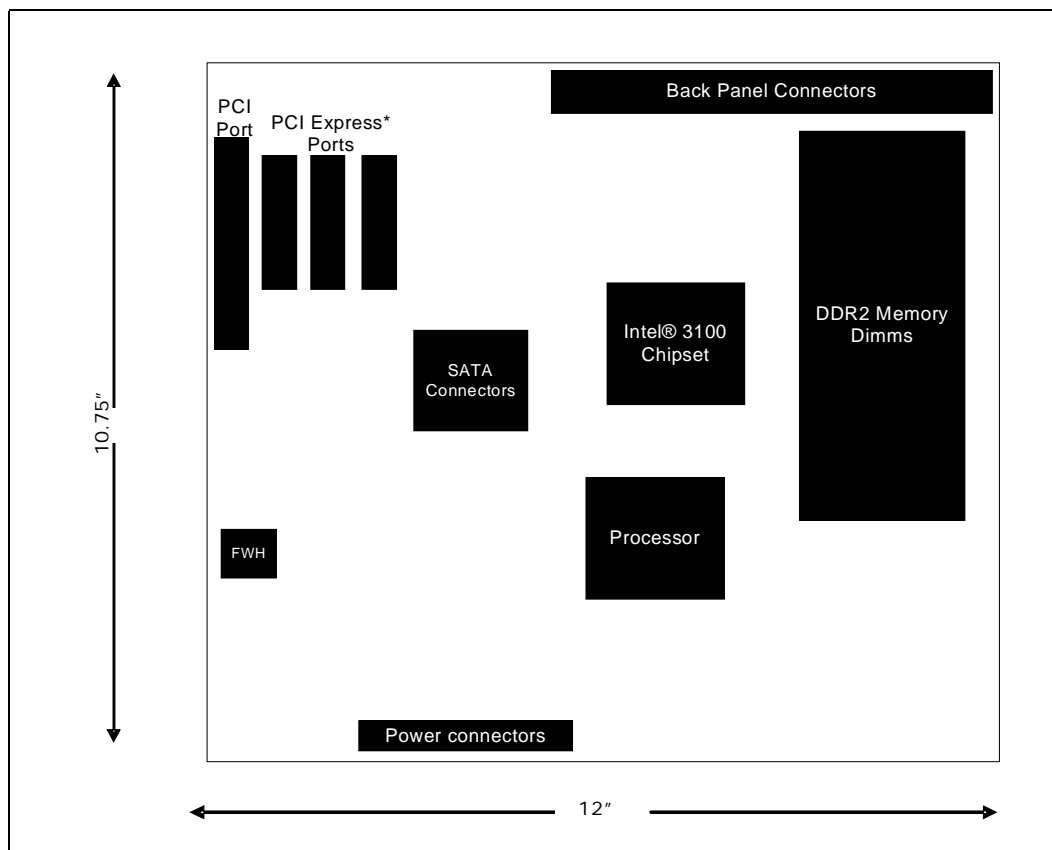 Back Panel Connectors
PCI
Port
PCI Express*
Ports
DDR2 Memory
Dimms
Intel® 3100
Chipset
SATA
Connectors
10.75"
Processor
FWH
Power connectors
12"